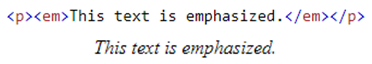 <p><em>This text is emphasized.</em></p>
This text is emphasized.